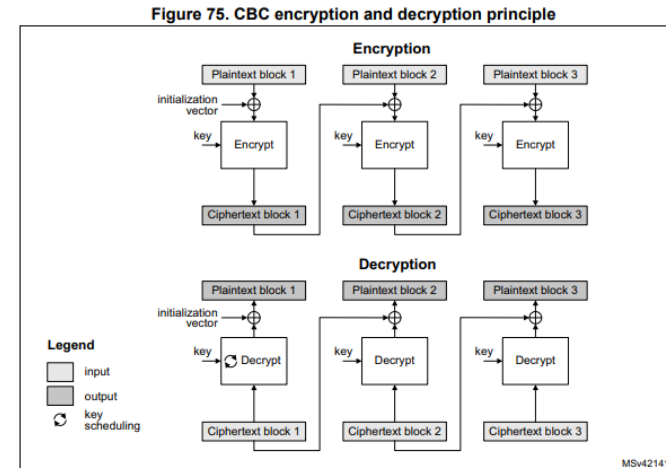 Figure 75. CBC encryption and decryption principle
Encryption
Plaintext block 1
Plaintext block 2
Plaintext block 3
initialization
vector
key
Encrypt
key
Encrypt
key
Encrypt
Ciphertext block 1
Ciphertext block 2
Ciphertext block 3
Decryption
Plaintext block 1
Plaintext block 2
Plaintext block 3
initialization
vector
key
Decrypt
key
Decrypt
key
Decrypt
Legend
input
output
key
scheduling
Ciphertext block 1
Ciphertext block 2
Ciphertext block 3
MSv42141